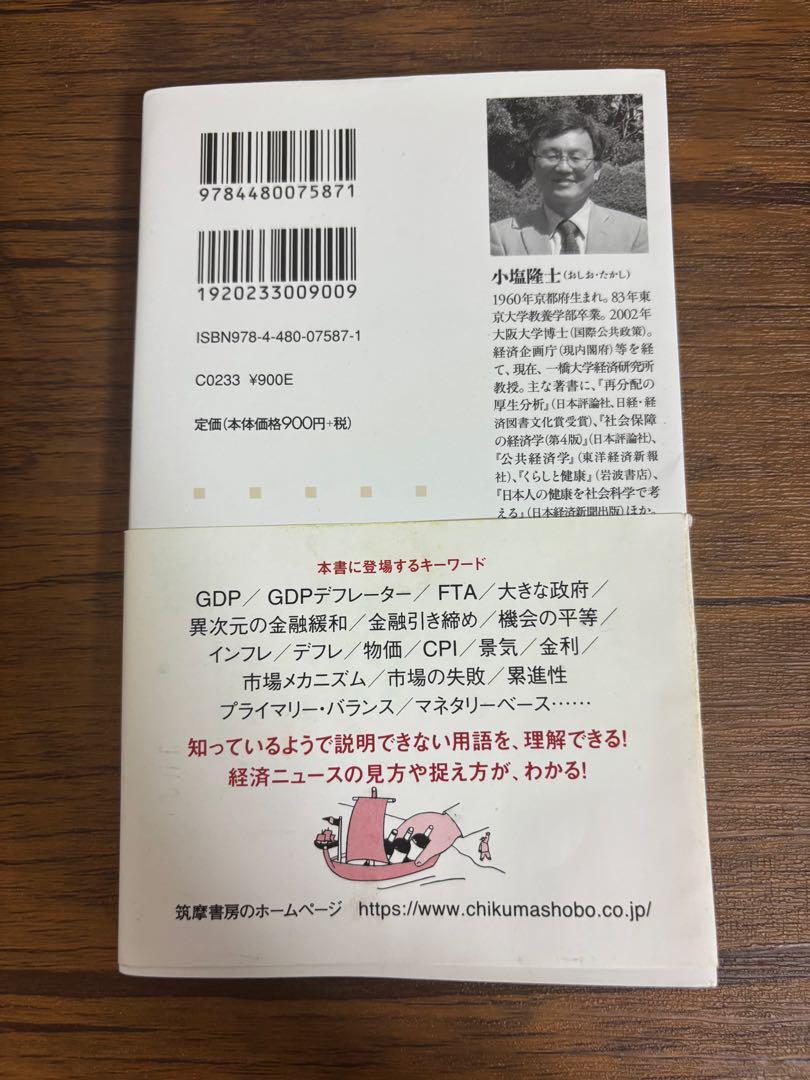 9784480075871
1920233009009
ISBN978-4-480-07587-1
C0233 ¥900E
定価(本体価格900円+税)
小塩隆士(おしお・たかし)
1960年京都府生まれ。83年東
京大学教養学部卒業。2002年
大阪大学博士(国際公共政策)。
経済企画庁(現内閣府)等を経
て、現在、一橋大学経済研究所
教授。主な著書に、『再分配の
厚生分析』(日本評論社、日経・経
済図書文化賞受賞)、『社会保障
の経済学(第4版)』(日本評論社)、
『公共経済学』(東洋経済新報
社)、『くらしと健康』(岩波書店)、
『日本人の健康を社会科学で考
える』(日本経済新聞出版)ほか。
本書に登場するキーワード
GDP/ GDPデフレーター/ FTA/大きな政府/
異次元の金融緩和/金融引き締め/機会の平等/
インフレ/デフレ/物価/CPI/景気/金利/
市場メカニズム/市場の失敗/累進性
プライマリー・バランス/マネタリーベース……
知っているようで説明できない用語を、理解できる!
経済ニュースの見方や捉え方が、わかる!
筑摩書房のホームページ https://www.chikumashobo.co.jp/